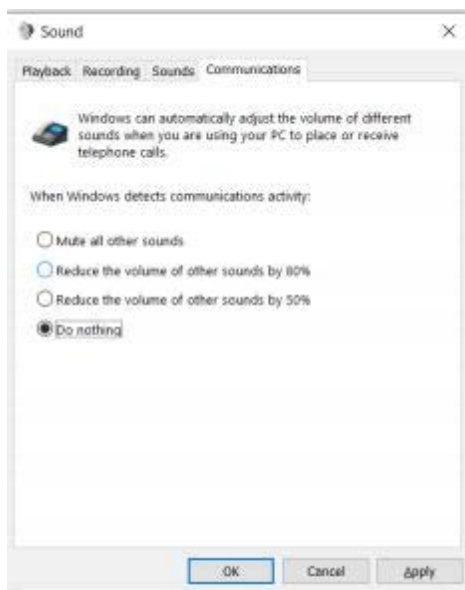 Sound
Playback Recording Sounds Communications
Windows can automatically adjust the volume of different
sounds when you are using your PC to place or receive
telephone calls.
When Windows detects communications activity:
Mute all other sounds
Reduce the volume of other sounds by 80%
Reduce the volume of other sounds by 50%
Do nothing
OK Cancel Apply